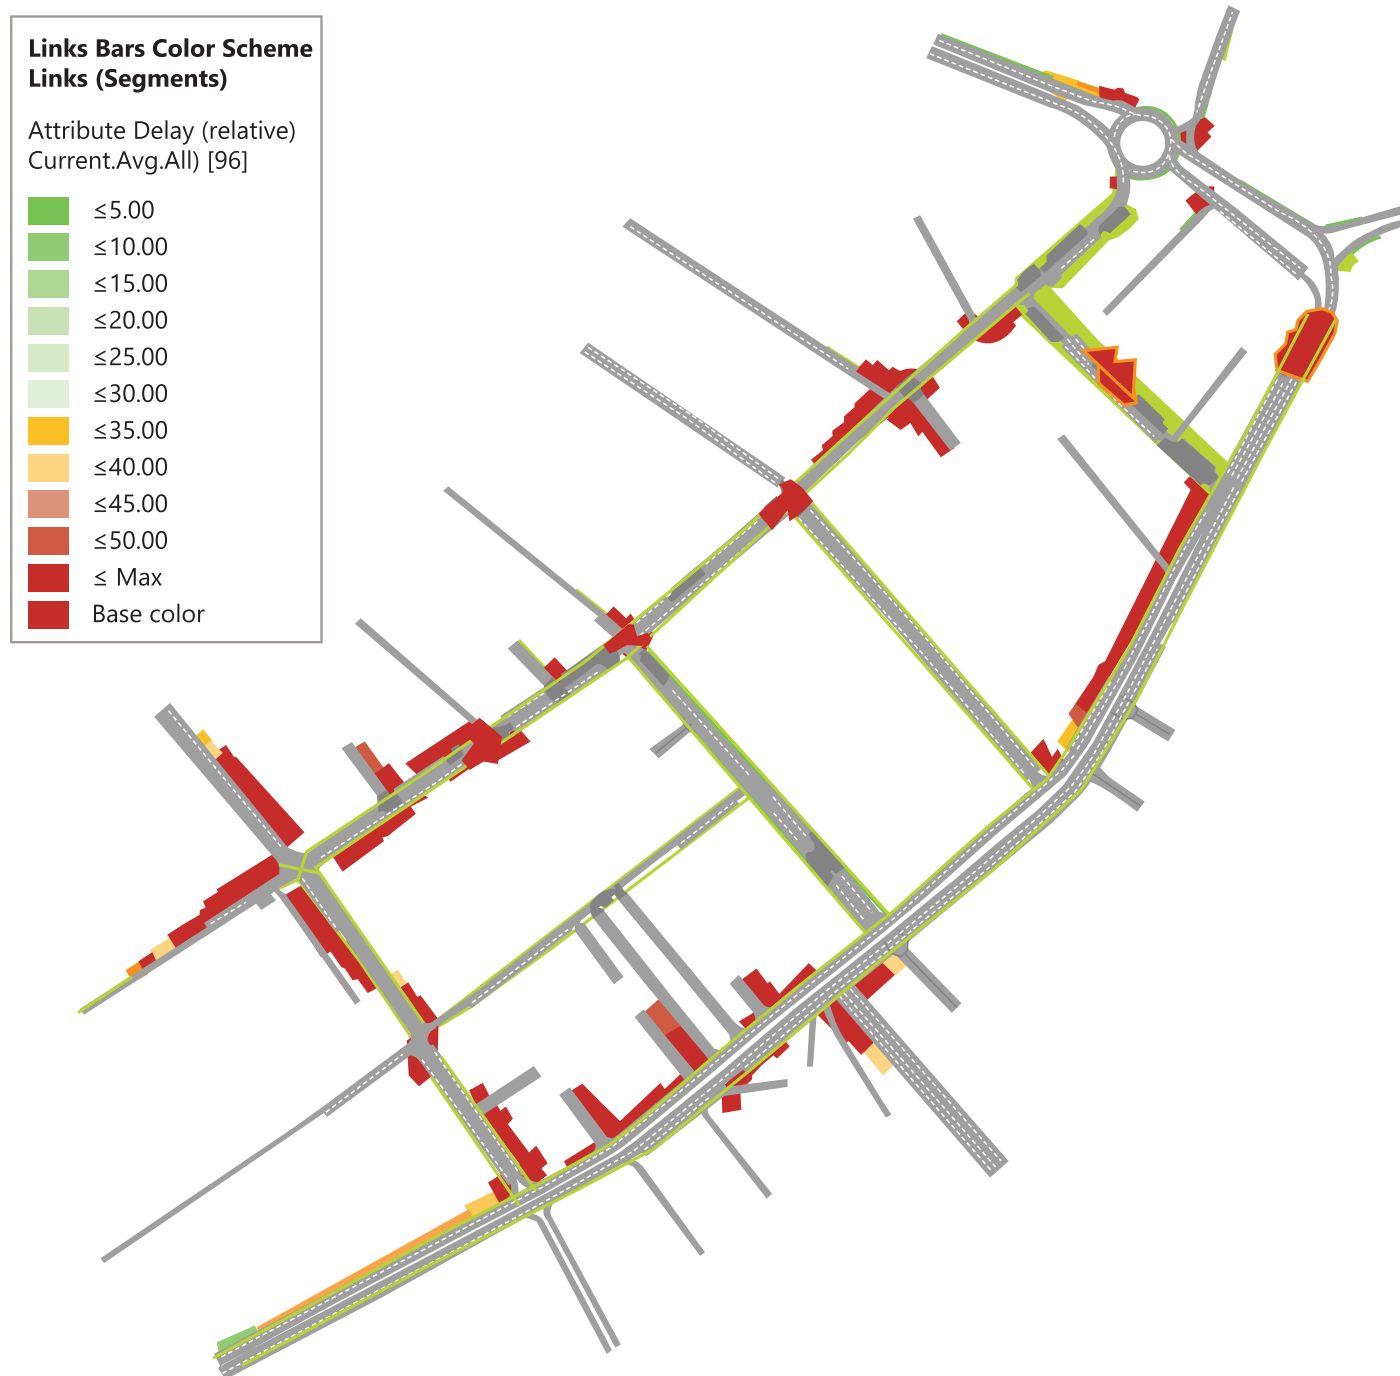 Links Bars Color Scheme
Links (Segments)
Attribute Delay (relative)
Current.Avg.All) [96]
≤5.00
≤10.00
≤15.00
≤20.00
≤25.00
≤30.00
≤35.00
≤40.00
≤45.00
≤50.00
≤ Max
Base color